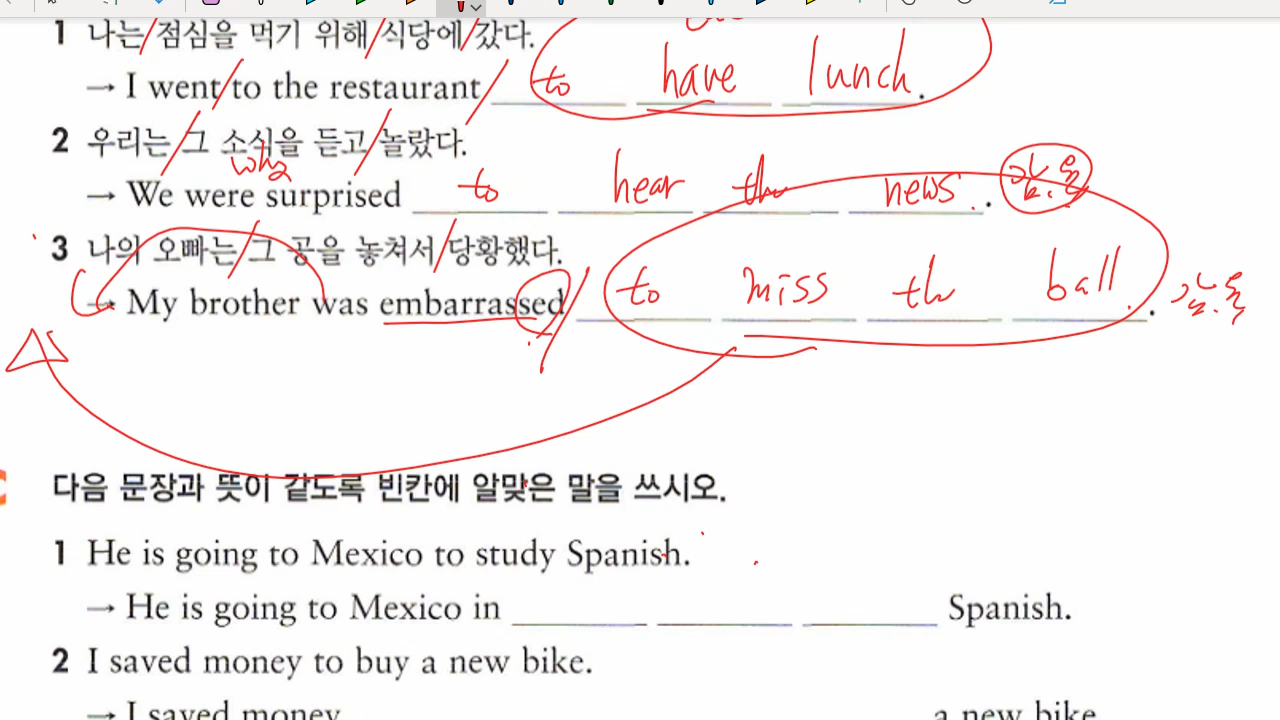 1 나는/점심을 먹기 위해/식당에/갔다.
→ I went/to the restaurant/ to have lunch.
2 우리는/그 소식을 듣고/놀랐다.
why
→ We were surprised to hear th news. 감.원
3 나의 오빠는/그 공을 놓쳐서/당황했다.
→ My brother was embarrassed/ to miss th ball.
다음 문장과 뜻이 같도록 빈칸에 알맞은 말을 쓰시오.
1 He is going to Mexico to study Spanish.
→ He is going to Mexico in Spanish.
2 I saved money to buy a new bike.
→ I saved money a new bike